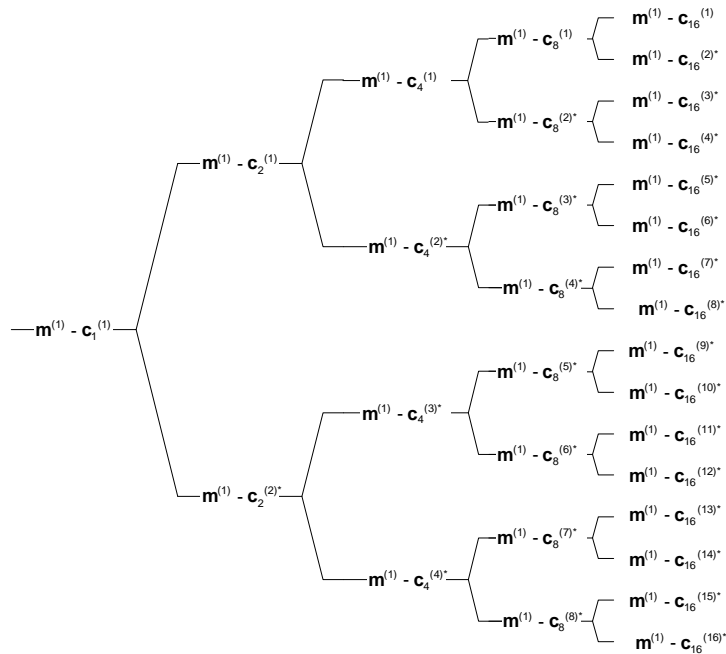 m⁽¹⁾ - c₁⁽¹⁾
m⁽¹⁾ - c₂⁽¹⁾
m⁽¹⁾ - c₂⁽²⁾*
m⁽¹⁾ - c₄⁽¹⁾
m⁽¹⁾ - c₄⁽²⁾*
m⁽¹⁾ - c₄⁽³⁾*
m⁽¹⁾ - c₄⁽⁴⁾*
m⁽¹⁾ - c₈⁽¹⁾
m⁽¹⁾ - c₈⁽²⁾*
m⁽¹⁾ - c₈⁽³⁾*
m⁽¹⁾ - c₈⁽⁴⁾*
m⁽¹⁾ - c₈⁽⁵⁾*
m⁽¹⁾ - c₈⁽⁶⁾*
m⁽¹⁾ - c₈⁽⁷⁾*
m⁽¹⁾ - c₈⁽⁸⁾*
m⁽¹⁾ - c₁₆⁽¹⁾
m⁽¹⁾ - c₁₆⁽²⁾*
m⁽¹⁾ - c₁₆⁽³⁾*
m⁽¹⁾ - c₁₆⁽⁴⁾*
m⁽¹⁾ - c₁₆⁽⁵⁾*
m⁽¹⁾ - c₁₆⁽⁶⁾*
m⁽¹⁾ - c₁₆⁽⁷⁾*
m⁽¹⁾ - c₁₆⁽⁸⁾*
m⁽¹⁾ - c₁₆⁽⁹⁾*
m⁽¹⁾ - c₁₆⁽¹⁰⁾*
m⁽¹⁾ - c₁₆⁽¹¹⁾*
m⁽¹⁾ - c₁₆⁽¹²⁾*
m⁽¹⁾ - c₁₆⁽¹³⁾*
m⁽¹⁾ - c₁₆⁽¹⁴⁾*
m⁽¹⁾ - c₁₆⁽¹⁵⁾*
m⁽¹⁾ - c₁₆⁽¹⁶⁾*